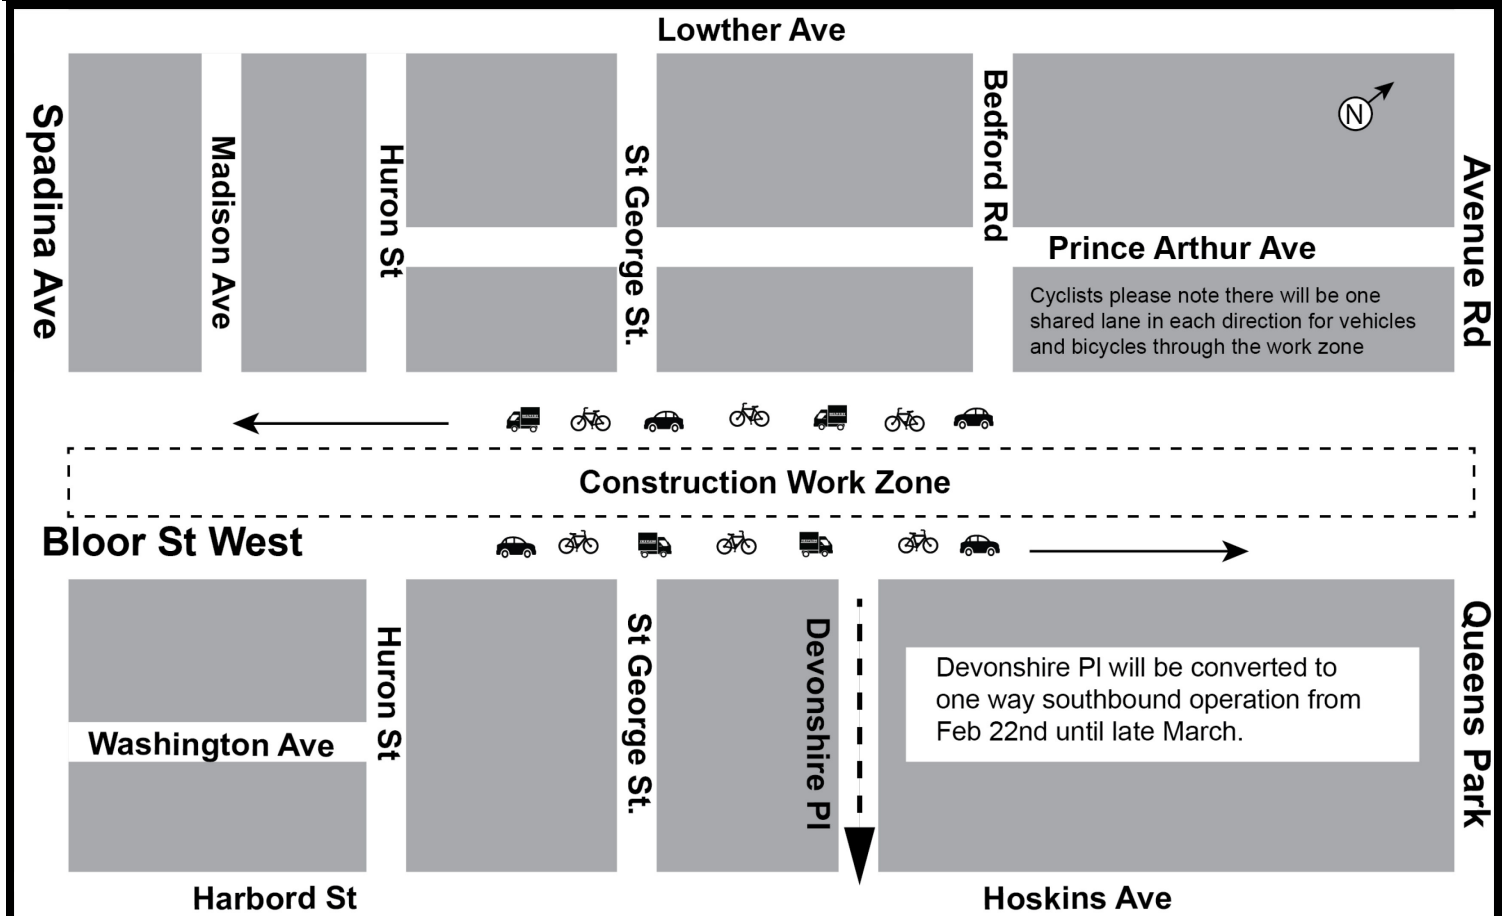 Lowther Ave
Spadina Ave
Madison Ave
Huron St
St George St.
Bedford Rd
N
Avenue Rd
Prince Arthur Ave
Cyclists please note there will be one
shared lane in each direction for vehicles
and bicycles through the work zone
Construction Work Zone
Bloor St West
Huron St
St George St.
Devonshire Pl
Devonshire Pl will be converted to
one way southbound operation from
Feb 22nd until late March.
Queens Park
Washington Ave
Harbord St
Hoskins Ave